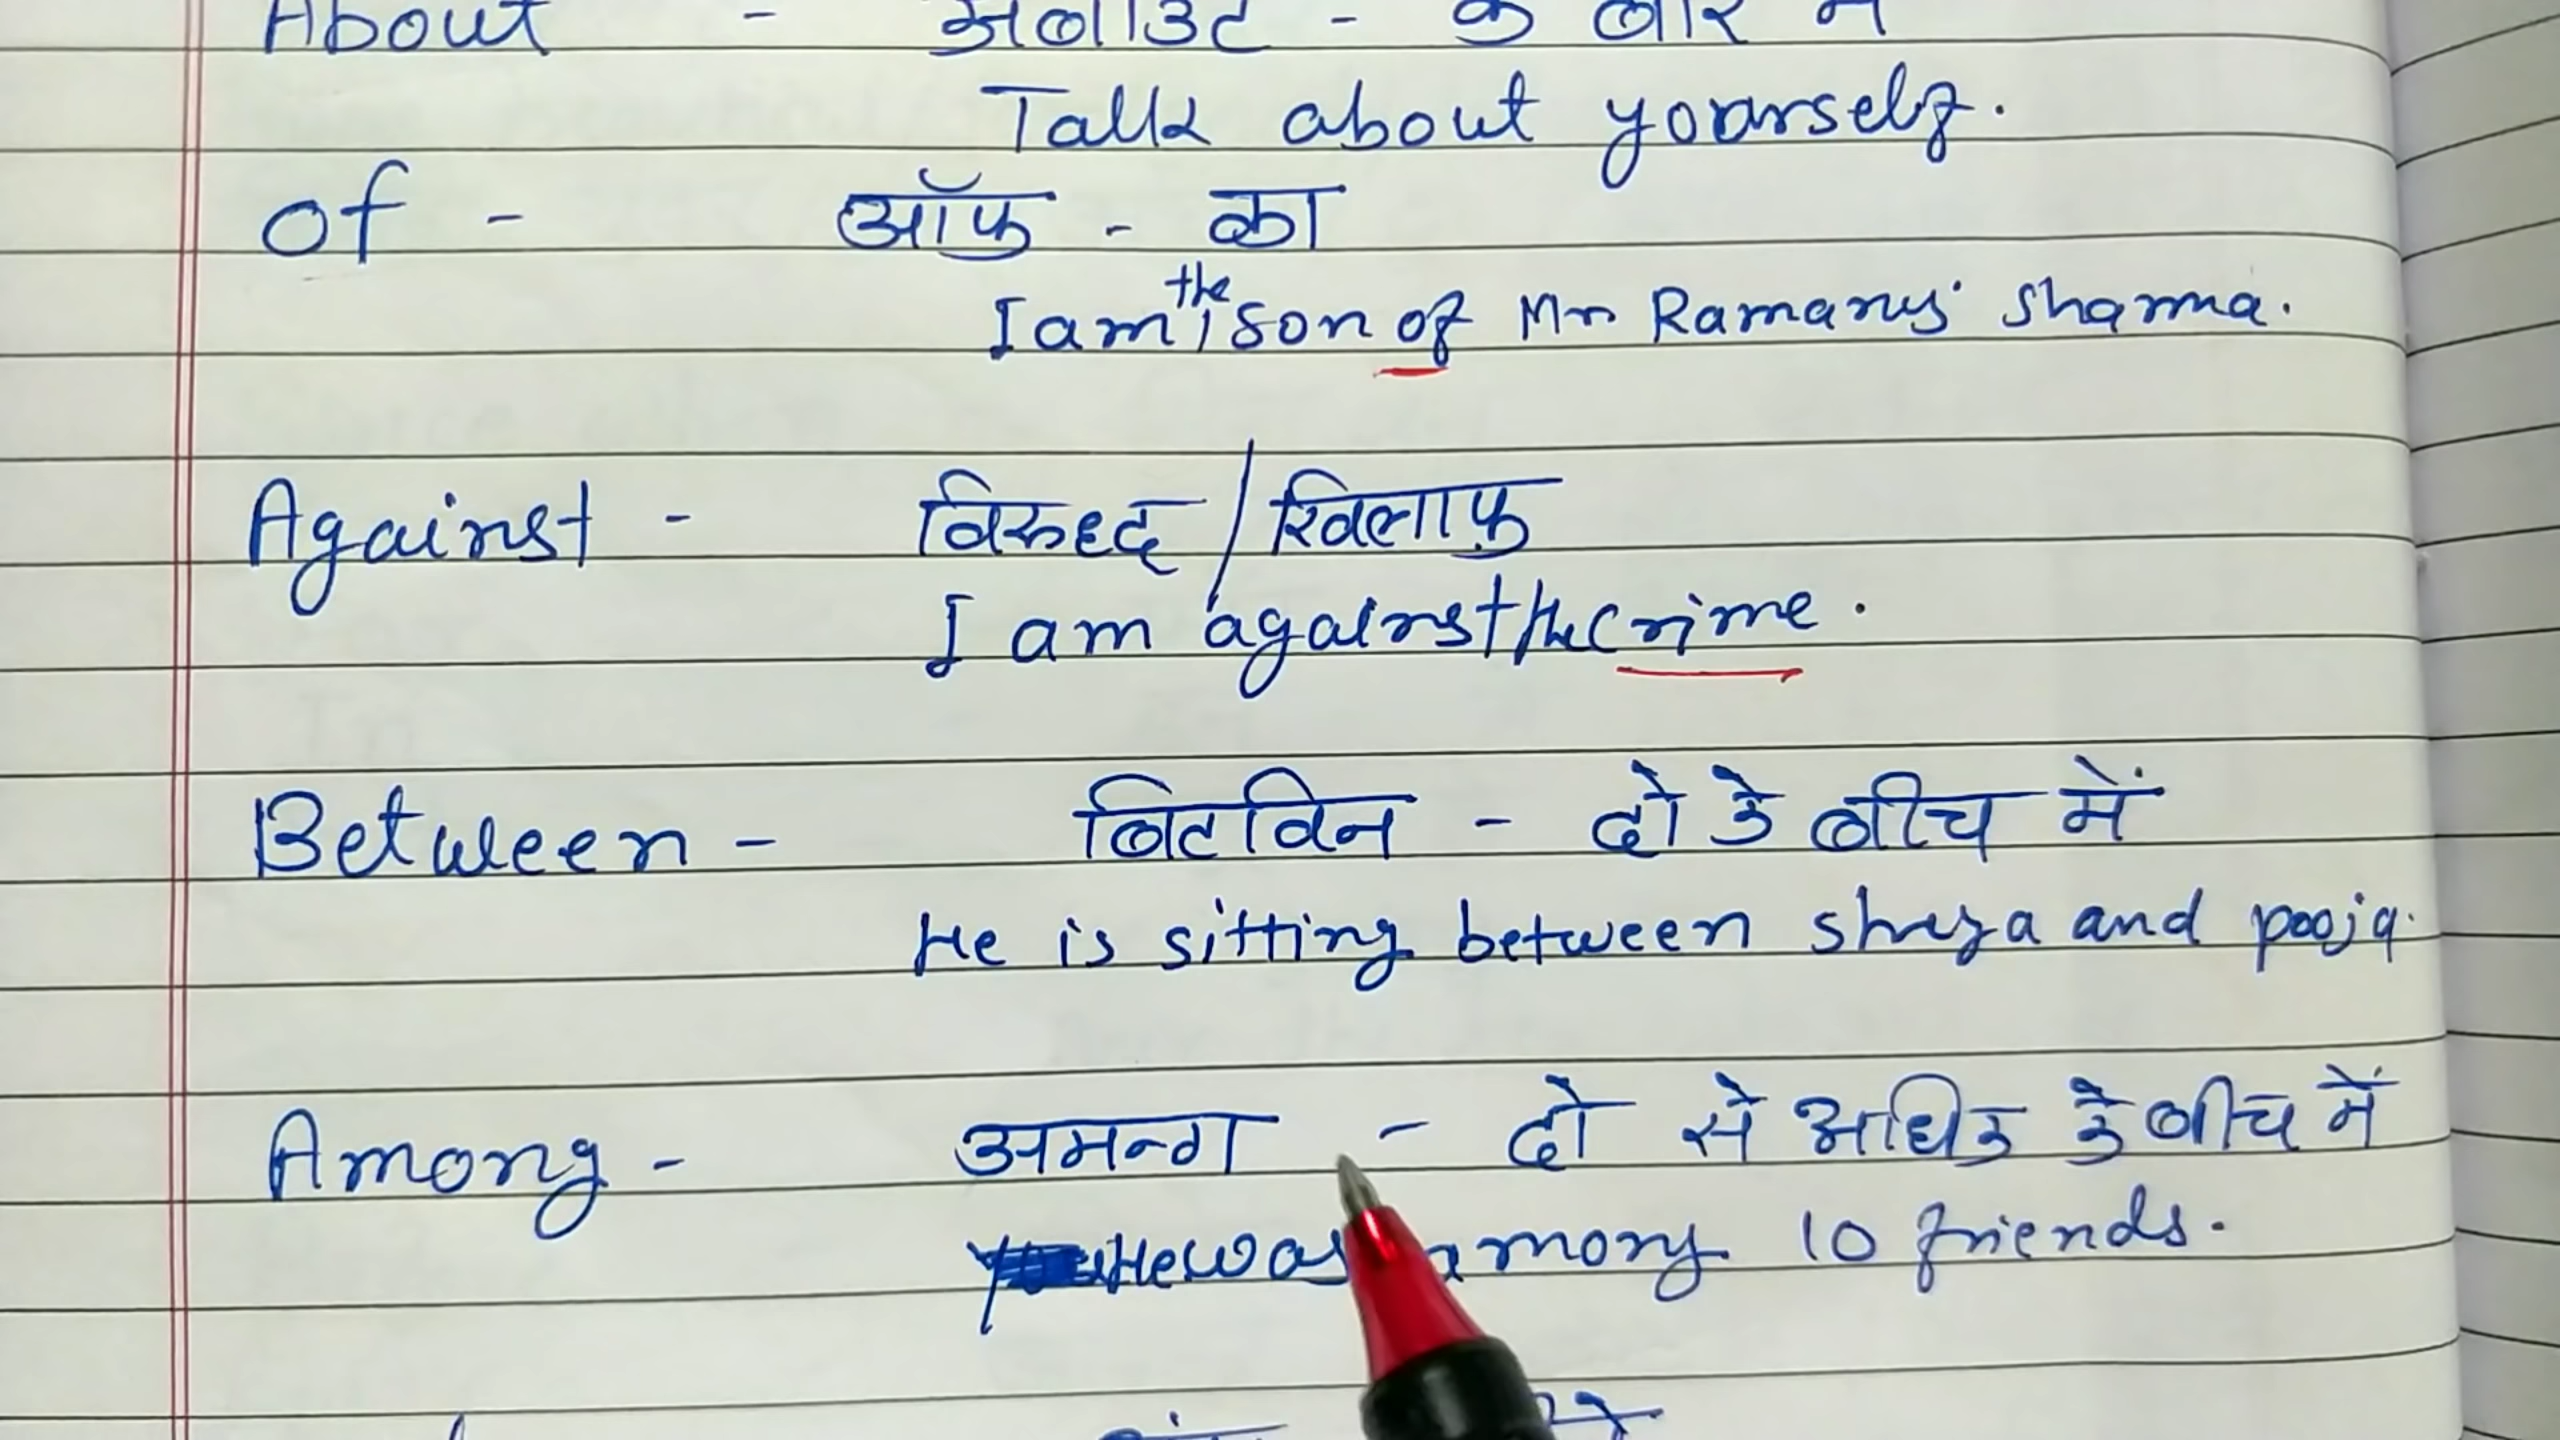 About - अबाउट - के बारे में
Talk about yourself.
of - ऑफ - का
I am the son of Mr Ramanuj Sharma.
Against - विरुद्ध / खिलाफ
I am against the crime.
Between - बिटविन - दो के बीच में
He is sitting between shreya and pooja.
Among - अमन्ग - दो से अधिक के बीच में
He was among 10 friends.